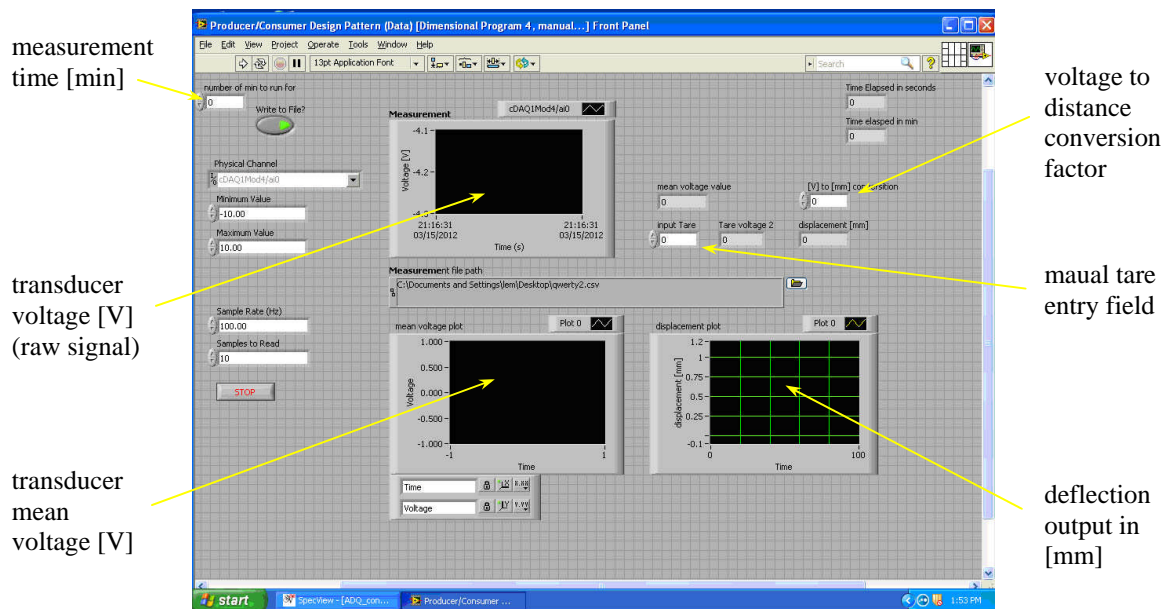 measurement
time [min]
transducer
voltage [V]
(raw signal)
transducer
mean
voltage [V]
Producer/Consumer Design Pattern (Data) [Dimensional Program 4, manual...] Front Panel
File Edit View Project Operate Tools Window Help
13pt Application Font
Search
number of min to run for
0
Write to File?
Physical Channel
cDAQ1Mod4/ai0
Minimum Value
-10.00
Maximum Value
10.00
Sample Rate (Hz)
100.00
Samples to Read
10
STOP
Measurement
cDAQ1Mod4/ai0
Voltage [V]
-4.1
-4.2
-4.3
21:16:31
03/15/2012
21:16:31
03/15/2012
Time (s)
Time Elapsed in seconds
0
Time elasped in min
0
mean voltage value
0
[V] to [mm] convorsition
0
input Tare
0
Tare voltage 2
0
displacement [mm]
0
Measurement file path
C:\Documents and Settings\lem\Desktop\qwerty2.csv
mean voltage plot
Plot 0
Voltage
1.000
0.500
0.000
-0.500
-1.000
-1
1
Time
Time
Voltage
displacement plot
Plot 0
displacement [mm]
1.2
1
0.75
0.5
0.25
-0.1
0
100
Time
start
SpecView - [ADQ_con...
Producer/Consumer ...
1:53 PM
voltage to
distance
conversion
factor
maual tare
entry field
deflection
output in
[mm]